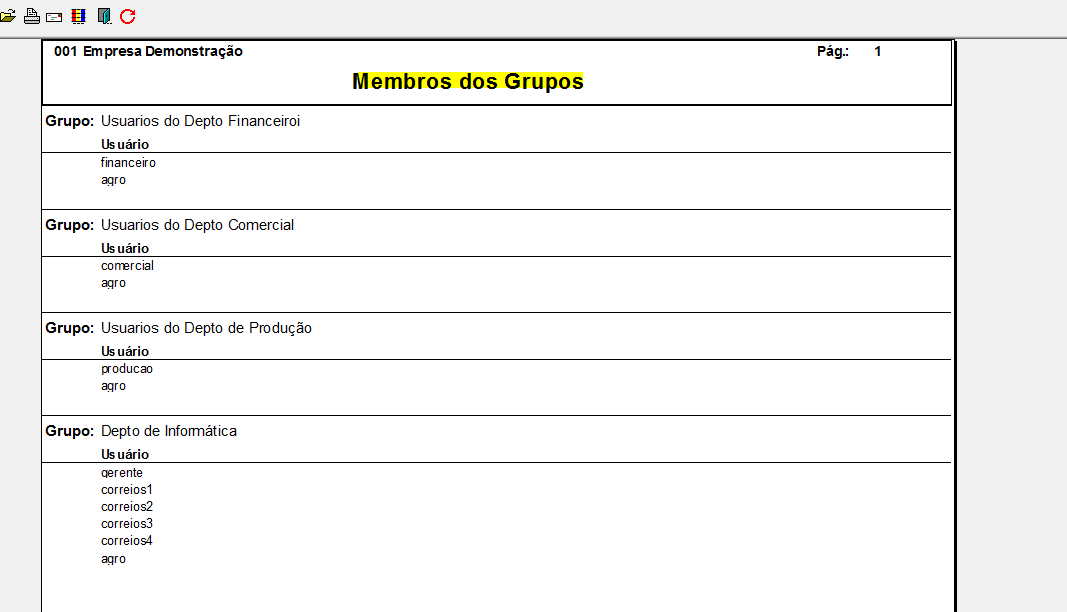 001 Empresa Demonstração Pág.: 1
Membros dos Grupos
Grupo: Usuarios do Depto Financeiroi
Usuário
financeiro
agro
Grupo: Usuarios do Depto Comercial
Usuário
comercial
agro
Grupo: Usuarios do Depto de Produção
Usuário
producao
agro
Grupo: Depto de Informática
Usuário
gerente
correios1
correios2
correios3
correios4
agro